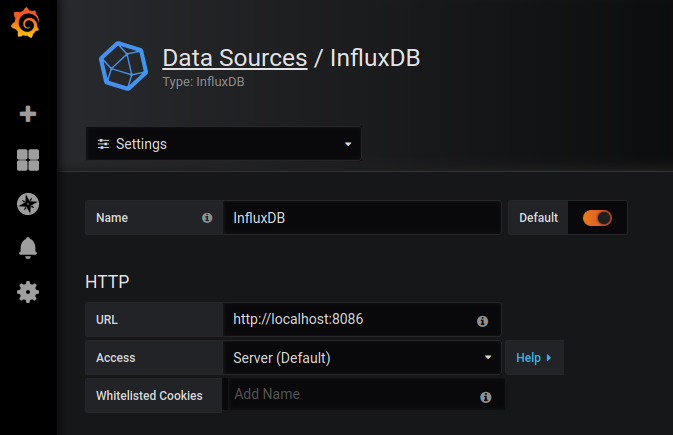 Data Sources / InfluxDB
Type: InfluxDB
Settings
Name InfluxDB Default
HTTP
URL http://localhost:8086
Access Server (Default) Help
Whitelisted Cookies Add Name